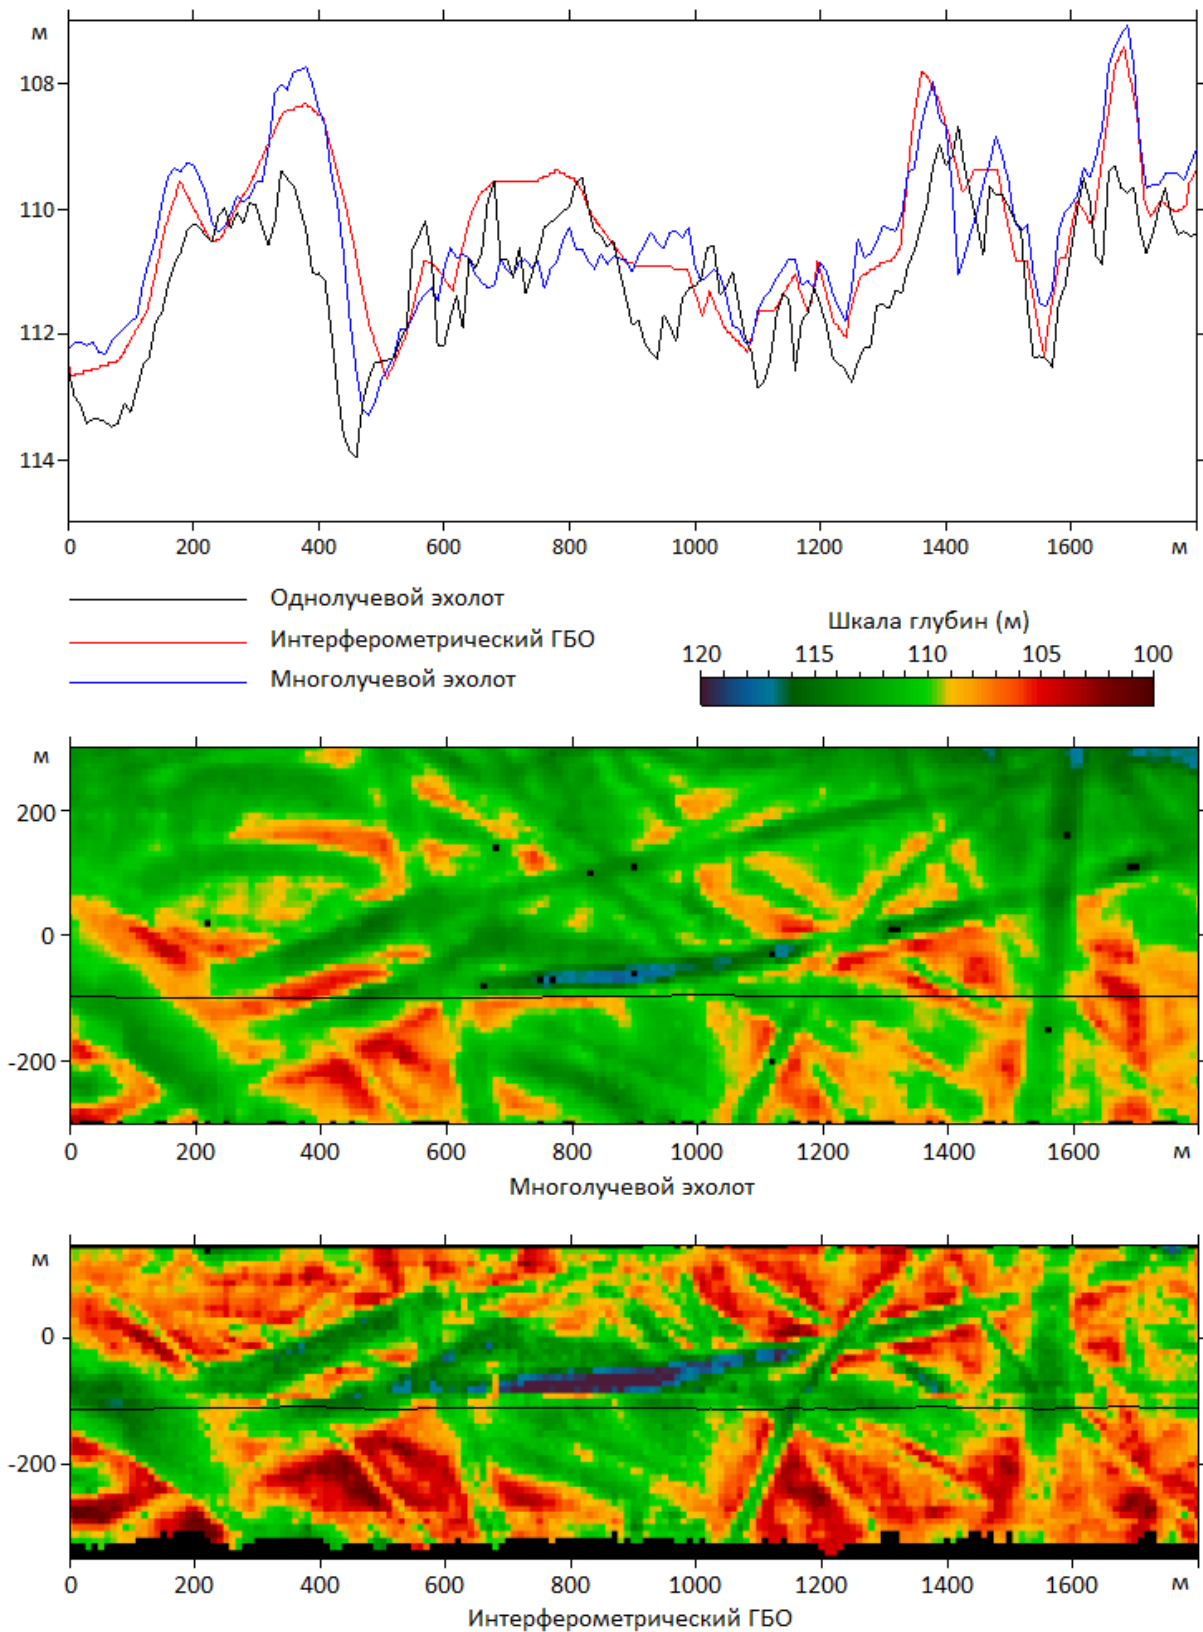 м
108
110
112
114
0 200 400 600 800 1000 1200 1400 1600 м
Однолучевой эхолот
Интерферометрический ГБО
Многолучевой эхолот
Шкала глубин (м)
120 115 110 105 100
м
200
0
-200
0 200 400 600 800 1000 1200 1400 1600 м
Многолучевой эхолот
м
0
-200
0 200 400 600 800 1000 1200 1400 1600 м
Интерферометрический ГБО